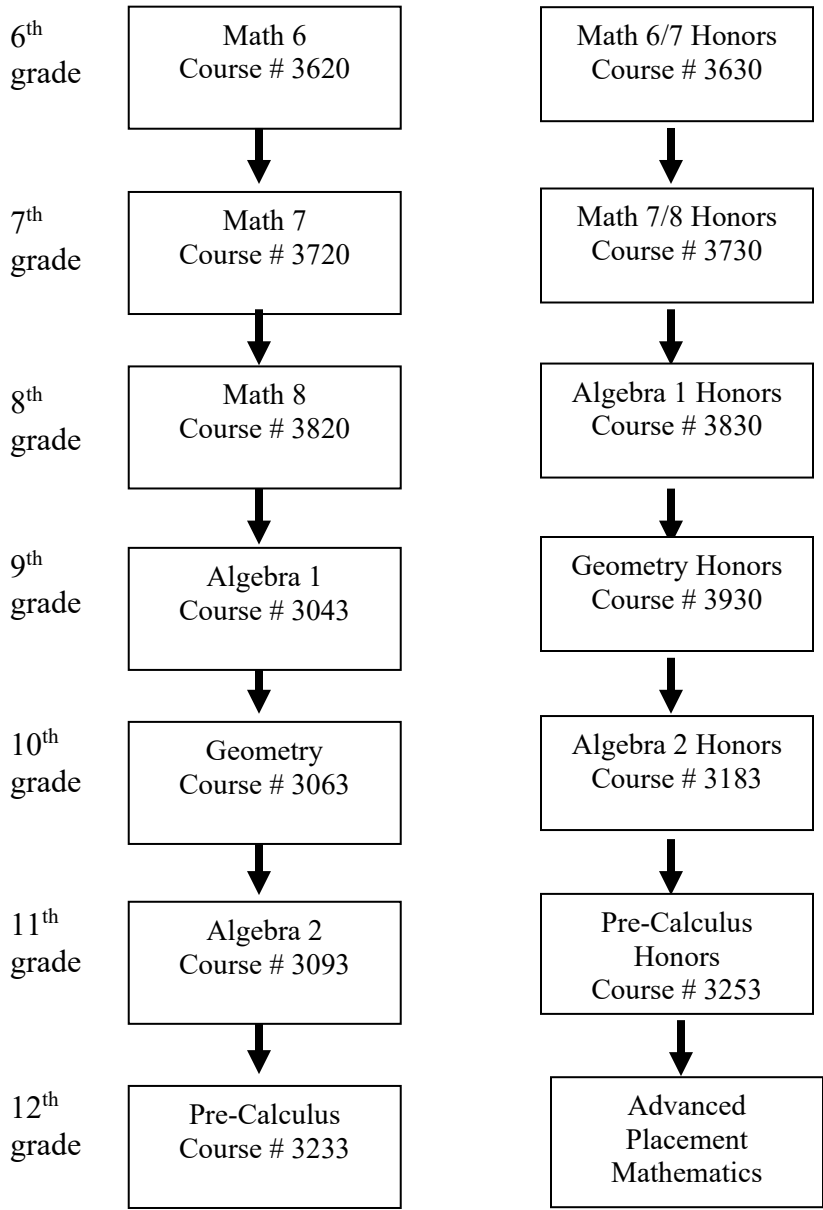 6th
grade
Math 6
Course # 3620
Math 6/7 Honors
Course # 3630
7th
grade
Math 7
Course # 3720
Math 7/8 Honors
Course # 3730
8th
grade
Math 8
Course # 3820
Algebra 1 Honors
Course # 3830
9th
grade
Algebra 1
Course # 3043
Geometry Honors
Course # 3930
10th
grade
Geometry
Course # 3063
Algebra 2 Honors
Course # 3183
11th
grade
Algebra 2
Course # 3093
Pre-Calculus
Honors
Course # 3253
12th
grade
Pre-Calculus
Course # 3233
Advanced
Placement
Mathematics